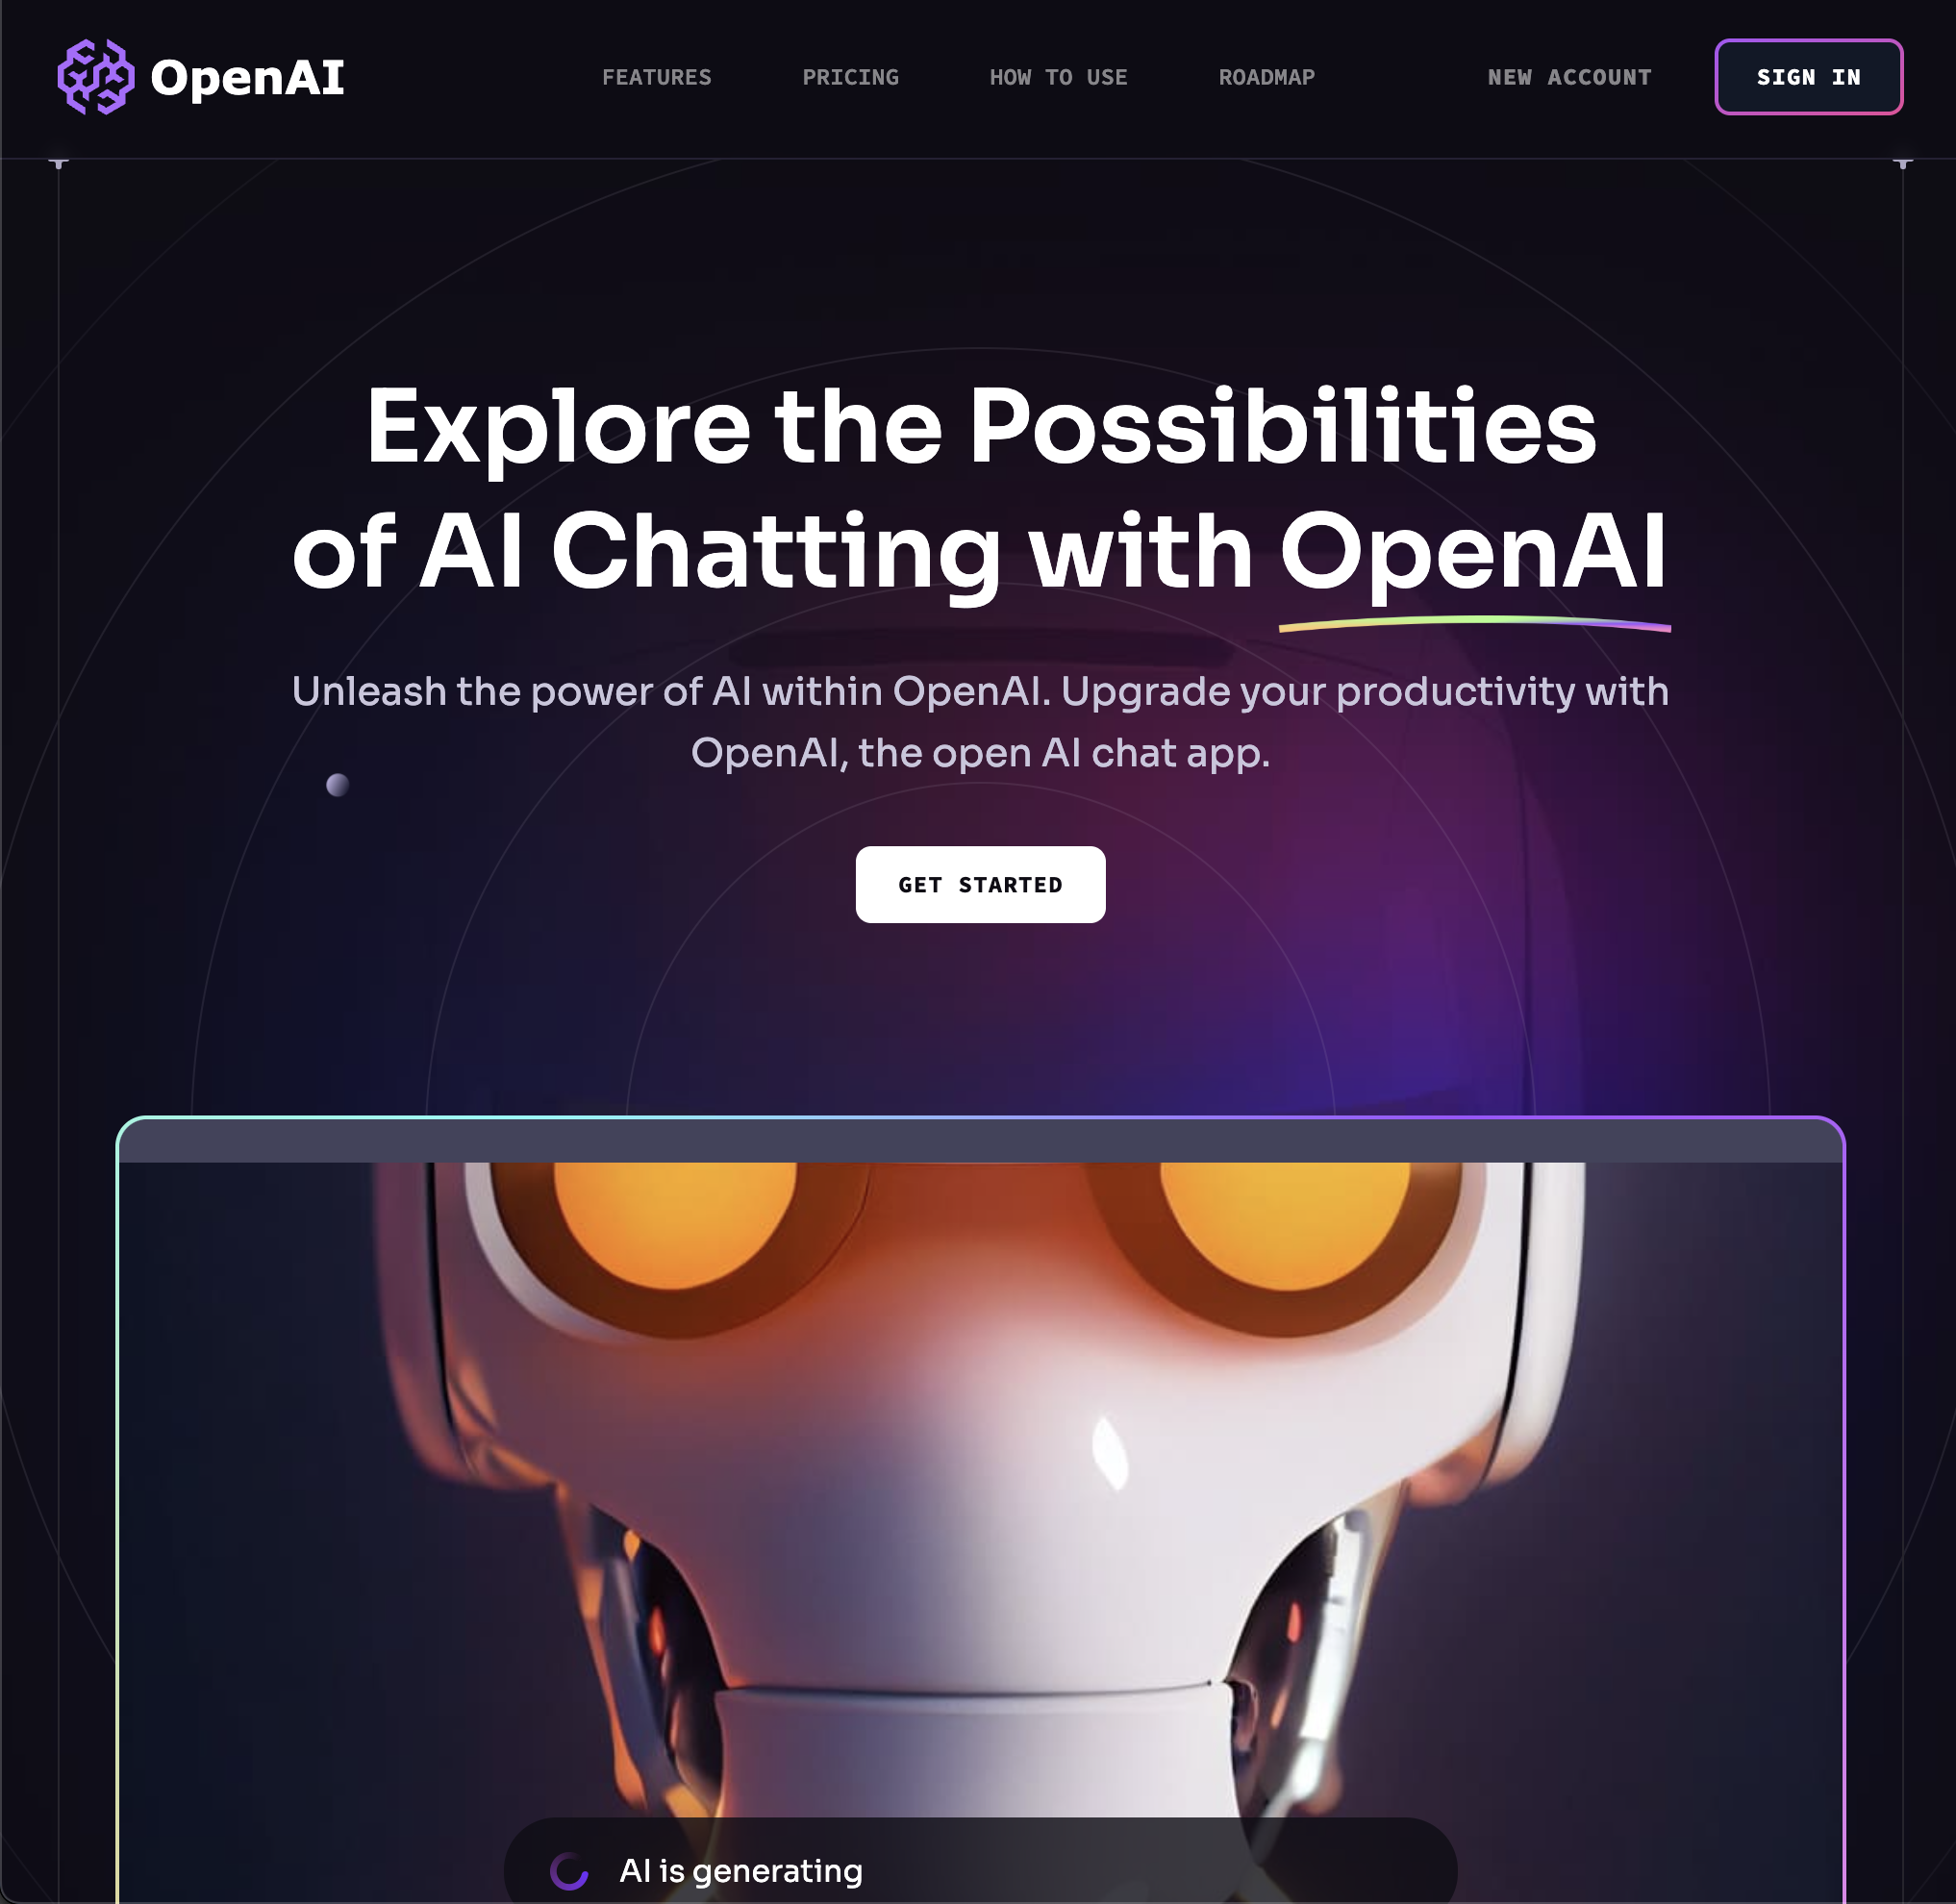 OpenAI
FEATURES
PRICING
HOW TO USE
ROADMAP
NEW ACCOUNT
SIGN IN
Explore the Possibilities
of AI Chatting with OpenAI
Unleash the power of AI within OpenAI. Upgrade your productivity with
OpenAI, the open AI chat app.
GET STARTED
AI is generating